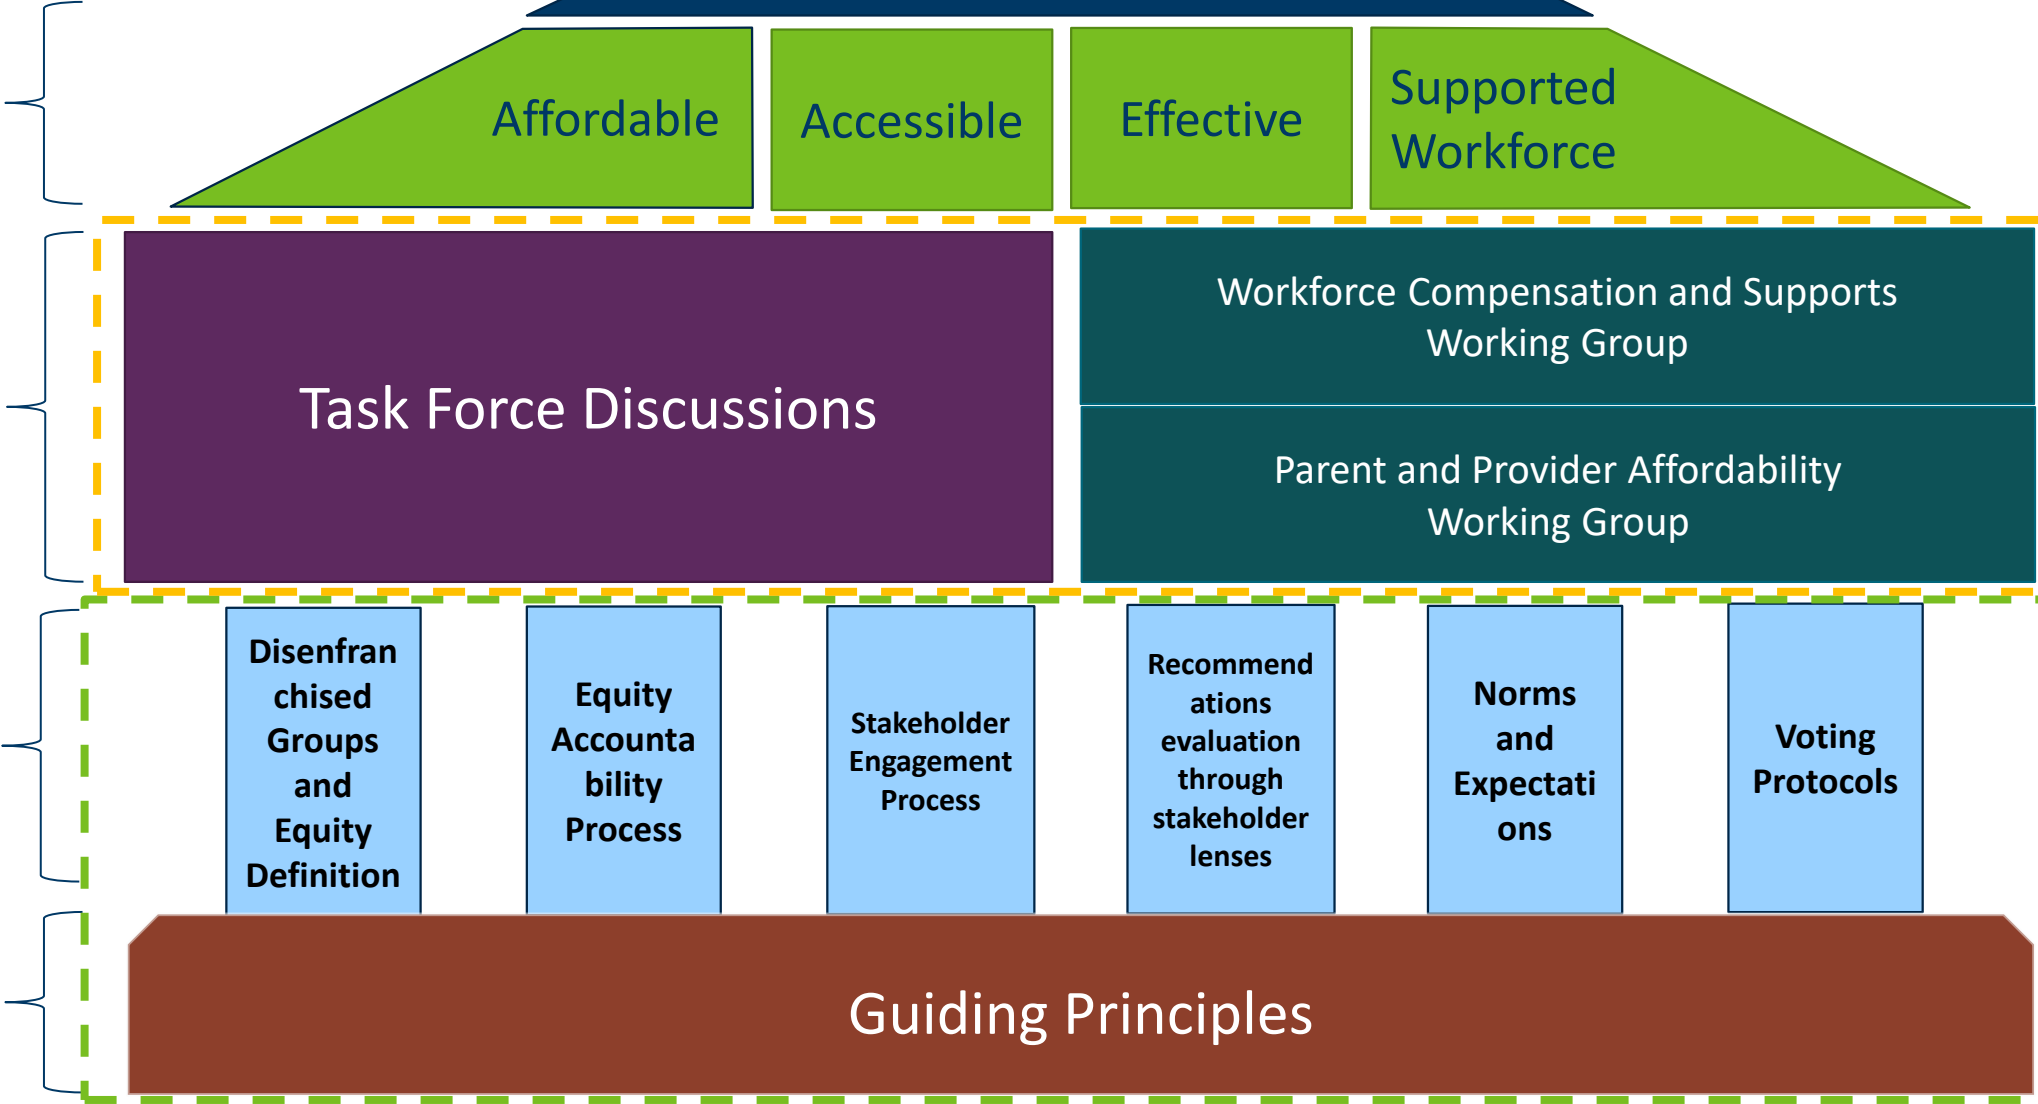 Affordable
Accessible
Effective
Supported
Workforce
Task Force Discussions
Workforce Compensation and Supports
Working Group
Parent and Provider Affordability
Working Group
Disenfran
chised
Groups
and
Equity
Definition
Equity
Accounta
bility
Process
Stakeholder
Engagement
Process
Recommend
ations
evaluation
through
stakeholder
lenses
Norms
and
Expectati
ons
Voting
Protocols
Guiding Principles